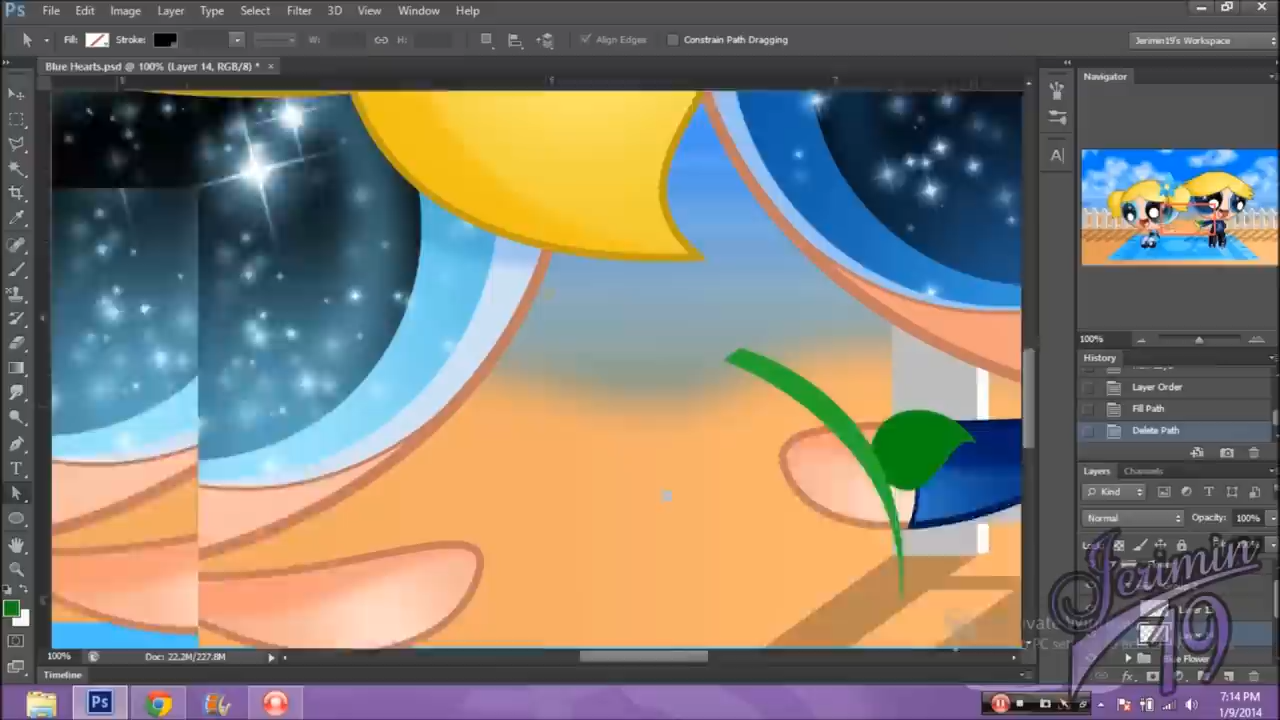 Ps File Edit Image Layer Type Select Filter 3D View Window Help
Fill: Stroke: W: H: Align Edges Constrain Path Dragging Jerimin19's Workspace
Blue Hearts.psd @ 100% (Layer 14, RGB/8) * ×
Navigator
100%
History
Layer Order
Fill Path
Delete Path
Layers Channels
Kind
Normal Opacity: 100%
Jerimin
19
Blue Flower
100% Doc: 22.2M/227.8M
Timeline
Ps
7:14 PM
1/9/2014